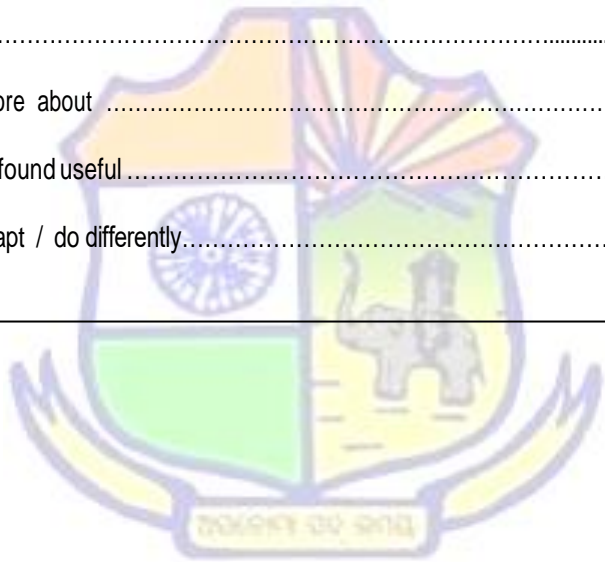 ……………………………………………………………………............
ore about ……………………………………………………………
found useful ……………………………………………………………
apt / do differently……………………………………………………